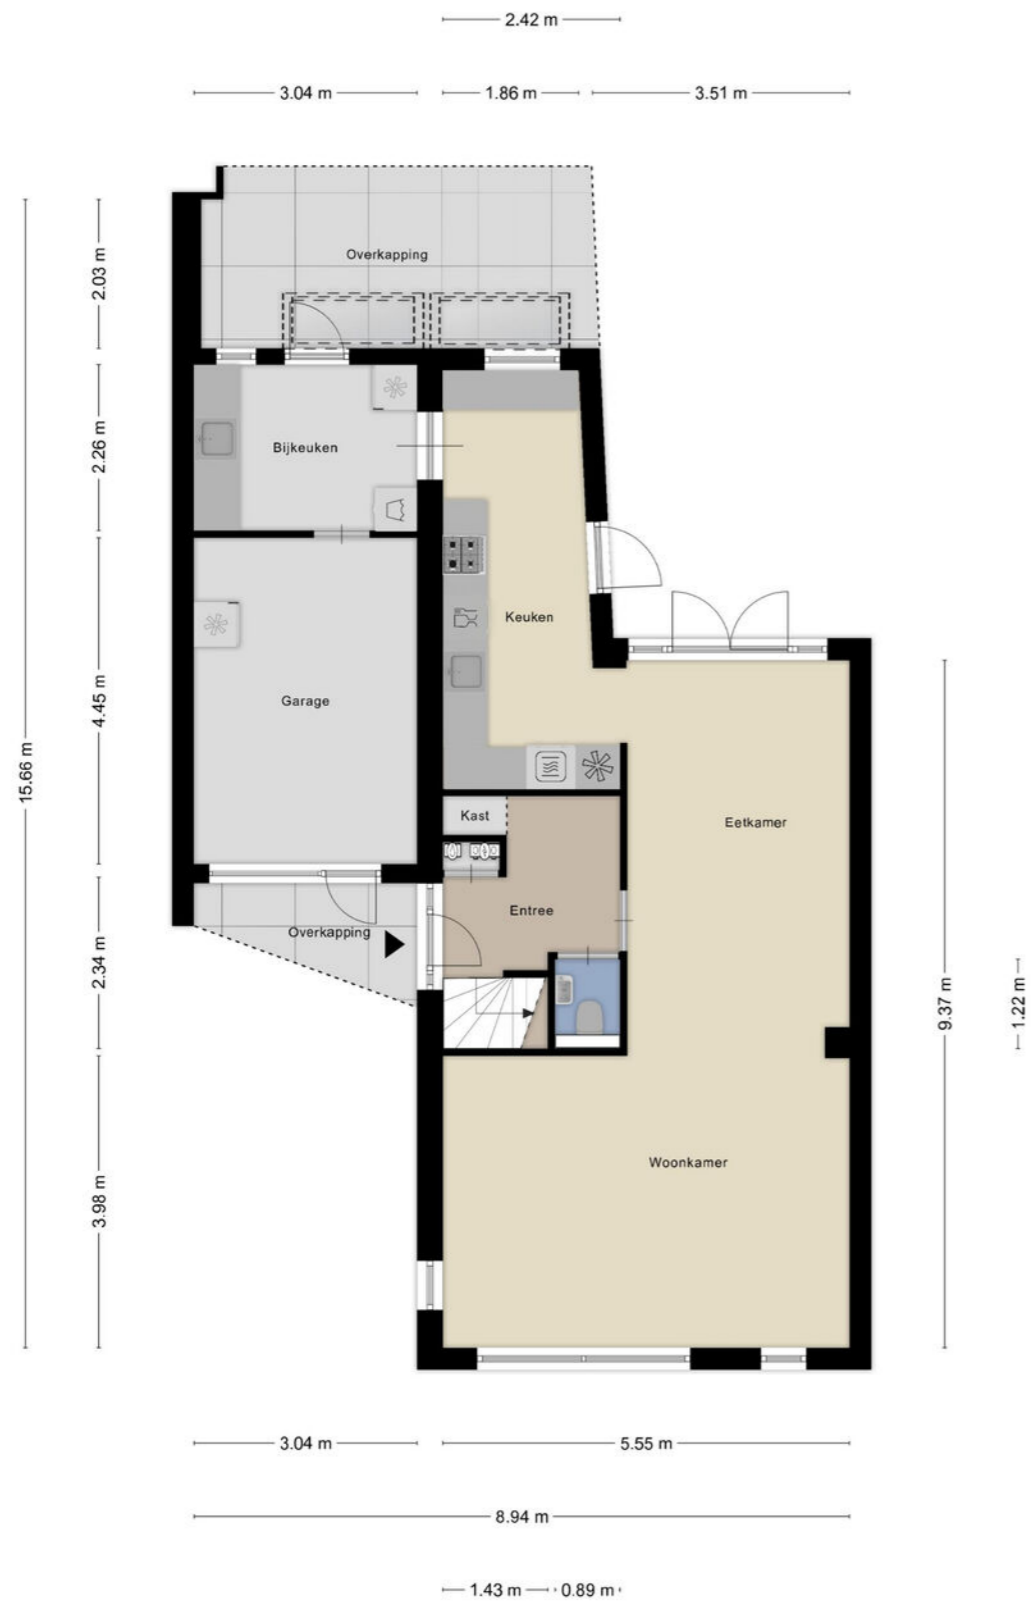 2.42 m
3.04 m
1.86 m
3.51 m
Overkapping
2.03 m
Bijkeuken
2.26 m
Keuken
Garage
4.45 m
15.66 m
Kast
Eetkamer
Entree
Overkapping
2.34 m
9.37 m
1.22 m
Woonkamer
3.98 m
3.04 m
5.55 m
8.94 m
1.43 m
0.89 m